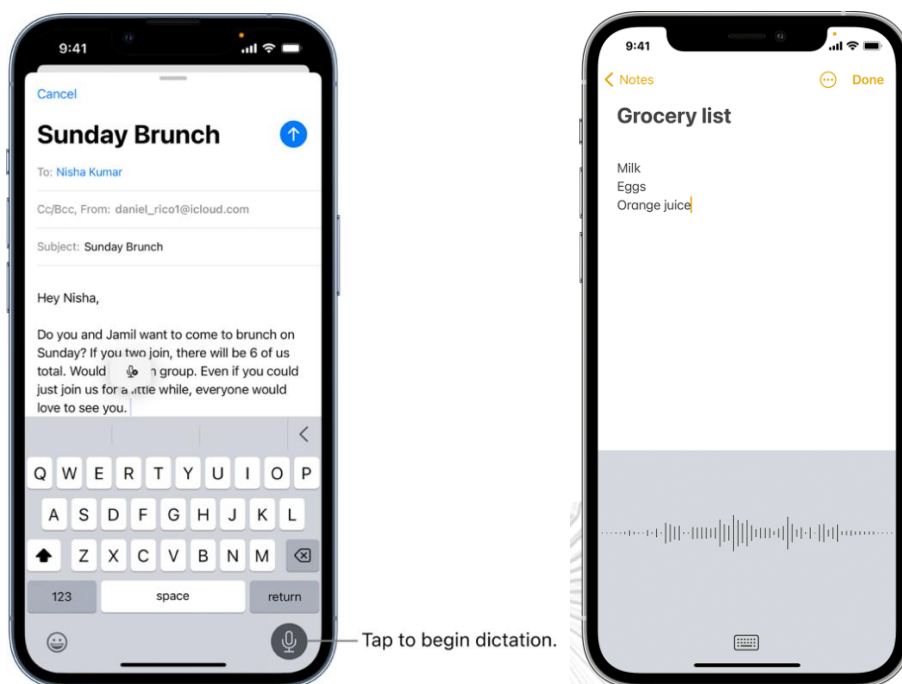 9:41
Cancel
Sunday Brunch
To: Nisha Kumar
Cc/Bcc, From: daniel_rico1@icloud.com
Subject: Sunday Brunch
Hey Nisha,
Do you and Jamil want to come to brunch on
Sunday? If you two join, there will be 6 of us
total. Would group. Even if you could
just join us for a little while, everyone would
love to see you.
Q W E R T Y U I O P
A S D F G H J K L
Z X C V B N M
123 space return
Tap to begin dictation.
9:41
Notes Done
Grocery list
Milk
Eggs
Orange juice